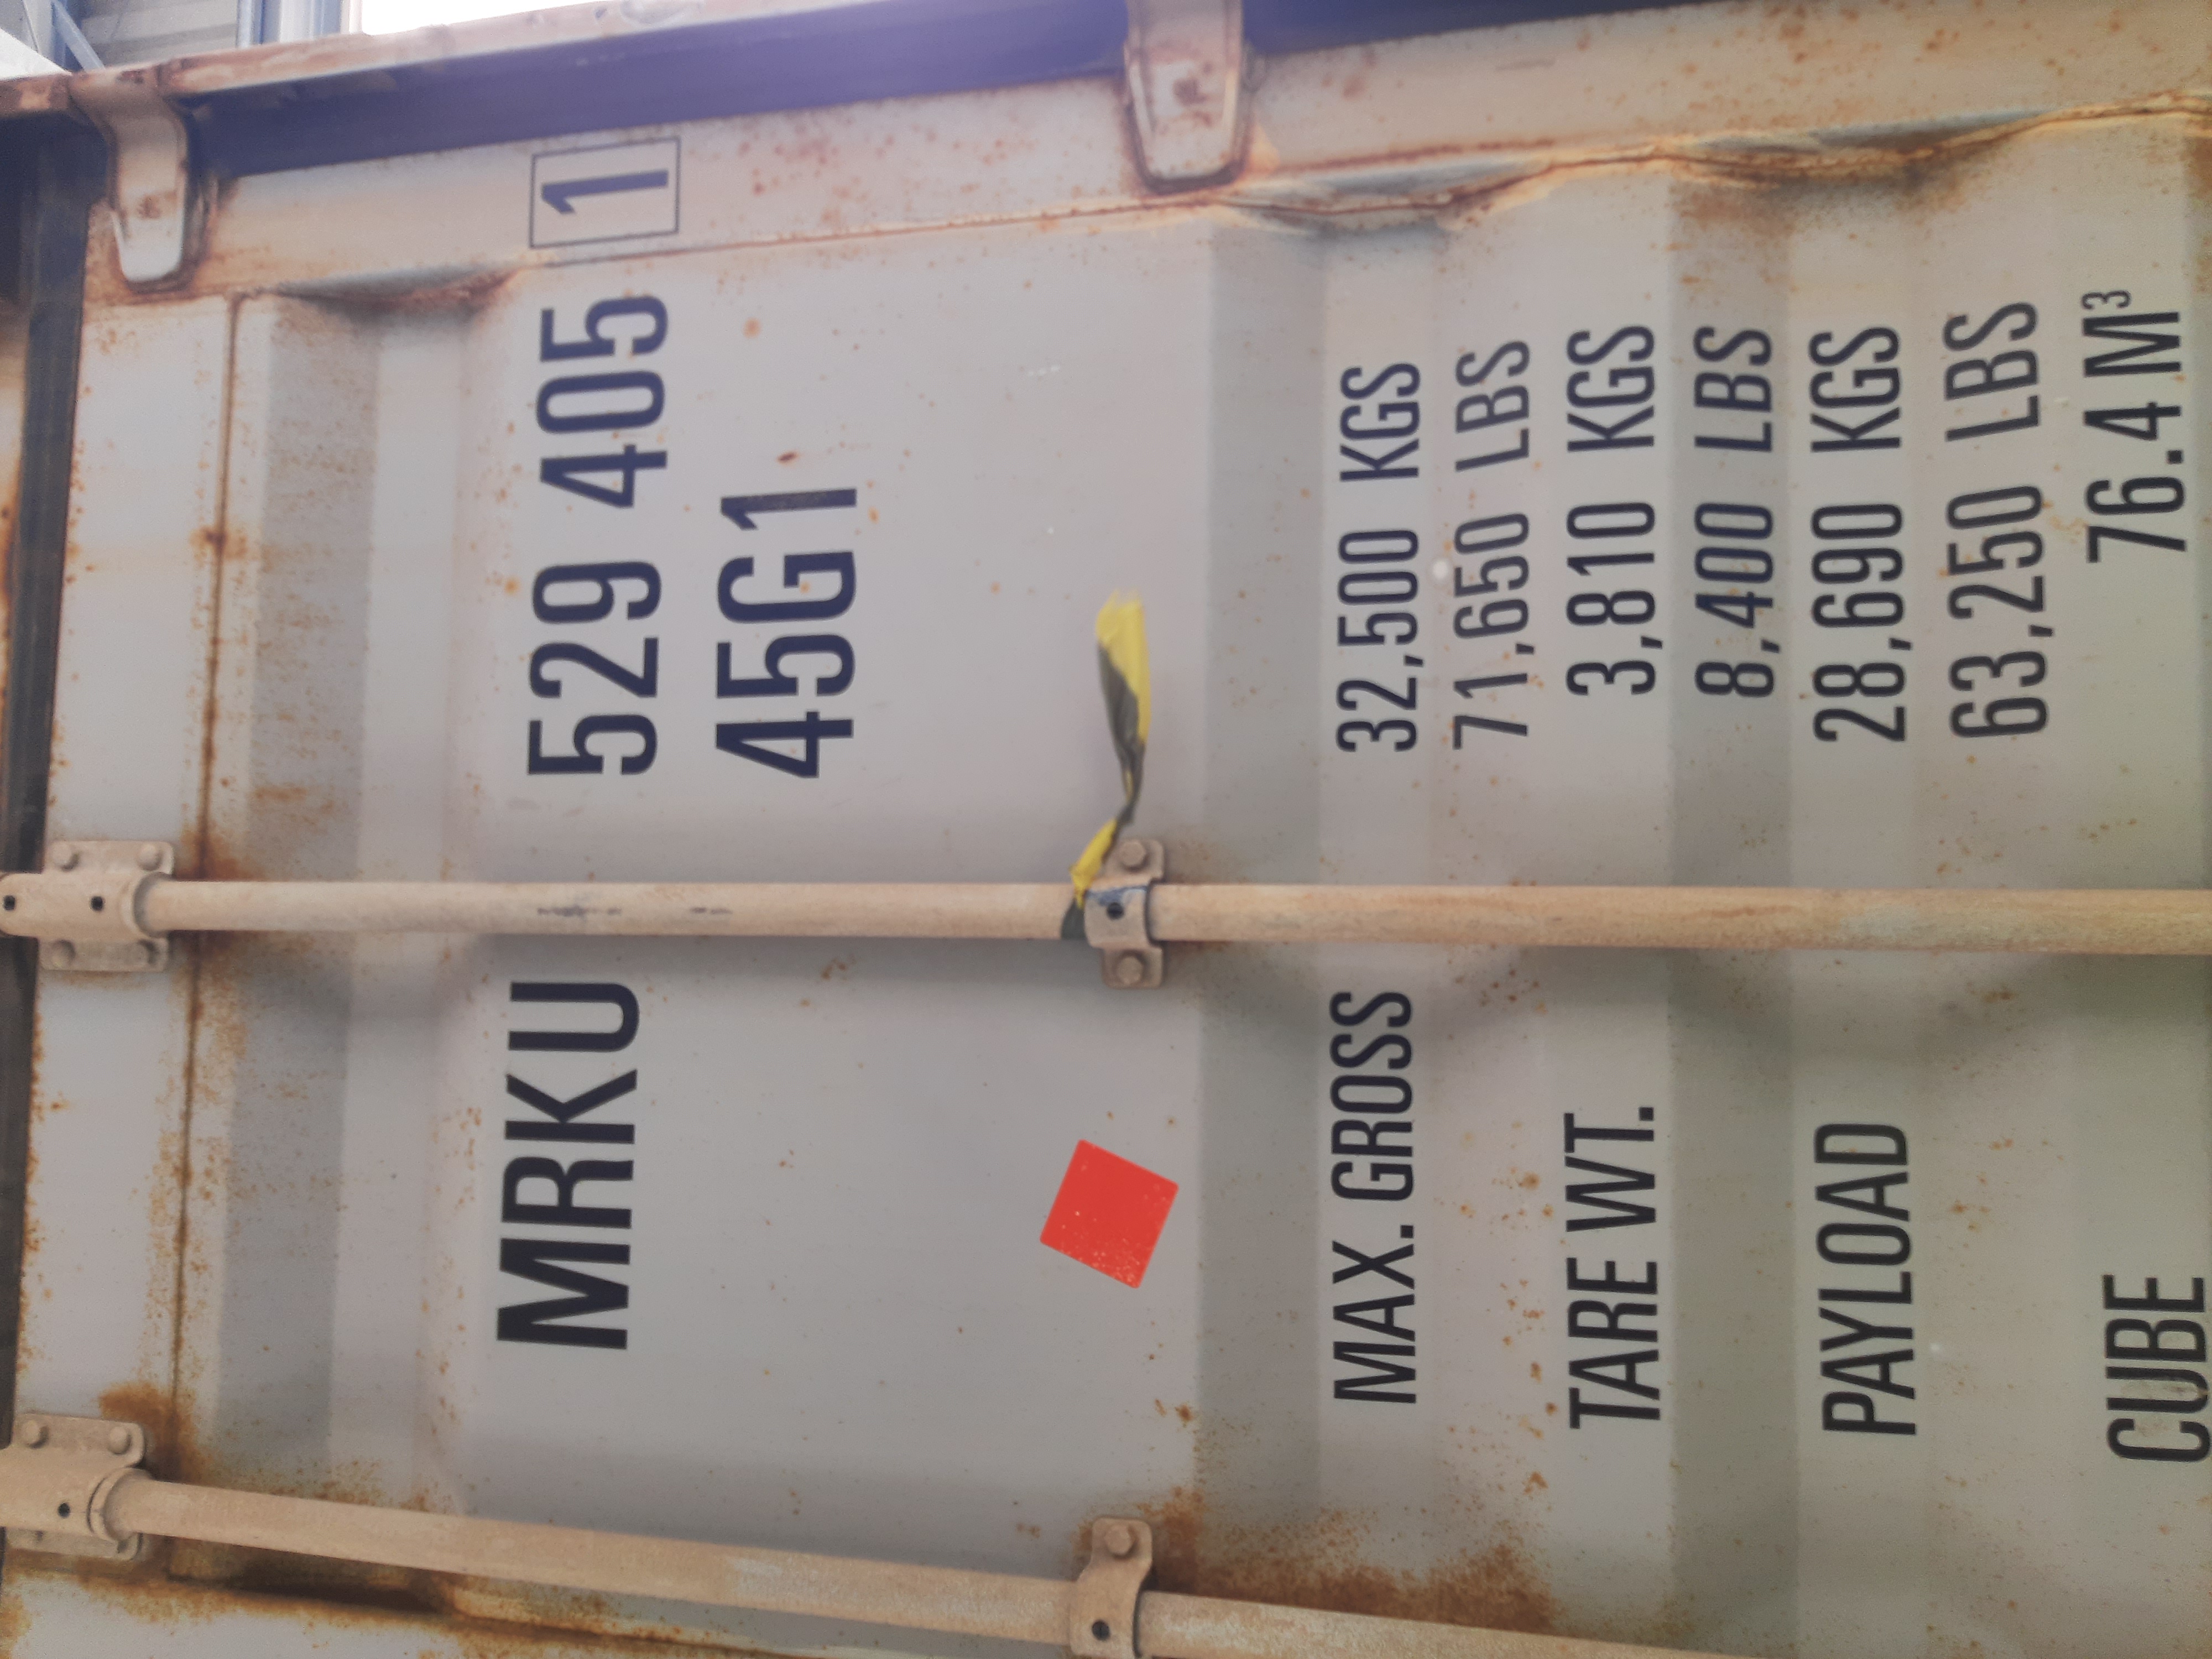 MRKU 529 405 1
45G1
MAX. GROSS 32,500 KGS
71,650 LBS
TARE WT. 3,810 KGS
8,400 LBS
PAYLOAD 28,690 KGS
63,250 LBS
CUBE 76.4 M³